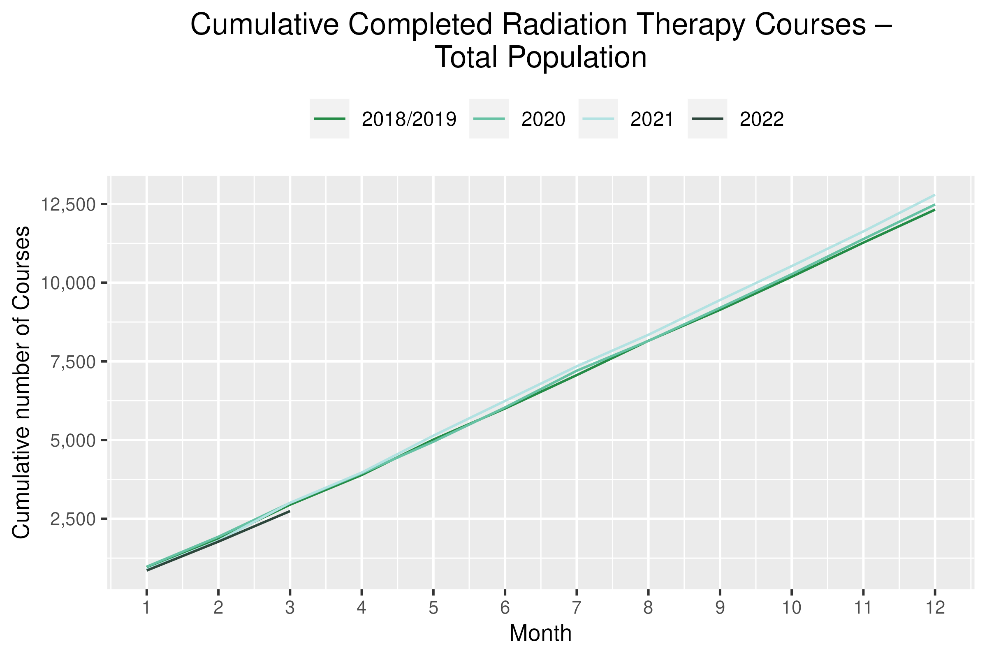 Cumulative Completed Radiation Therapy Courses –
Total Population
2018/2019 2020 2021 2022
Cumulative number of Courses
12,500
10,000
7,500
5,000
2,500
1 2 3 4 5 6 7 8 9 10 11 12
Month